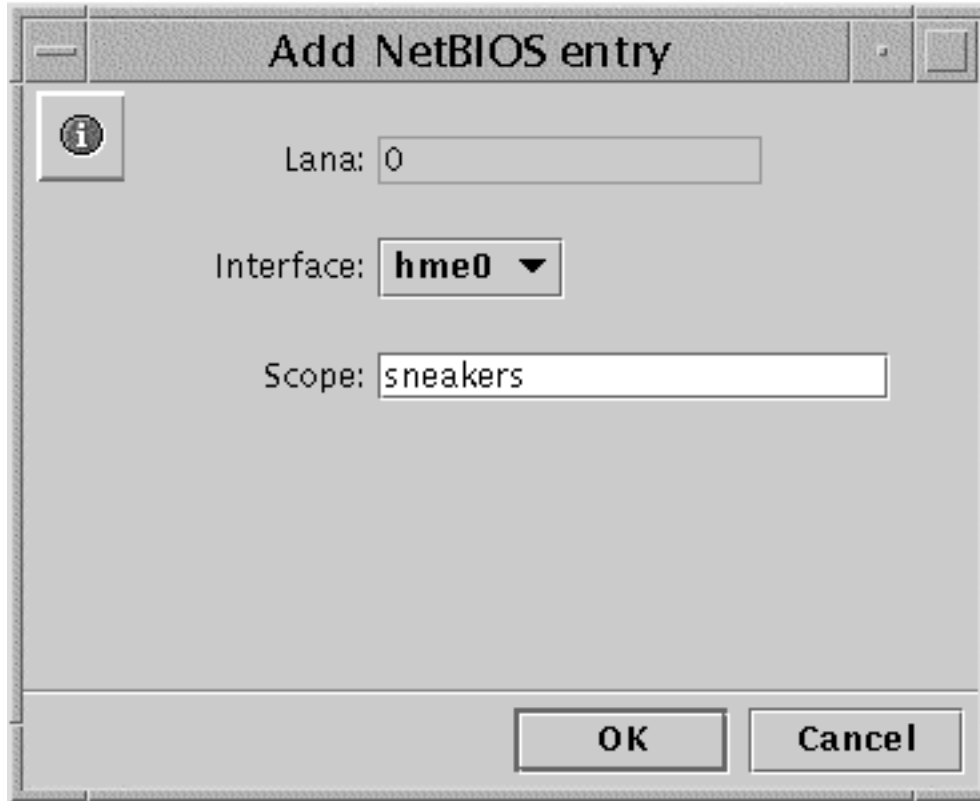 Add NetBIOS entry
Lana: 0
Interface: hme0
Scope: sneakers
OK Cancel